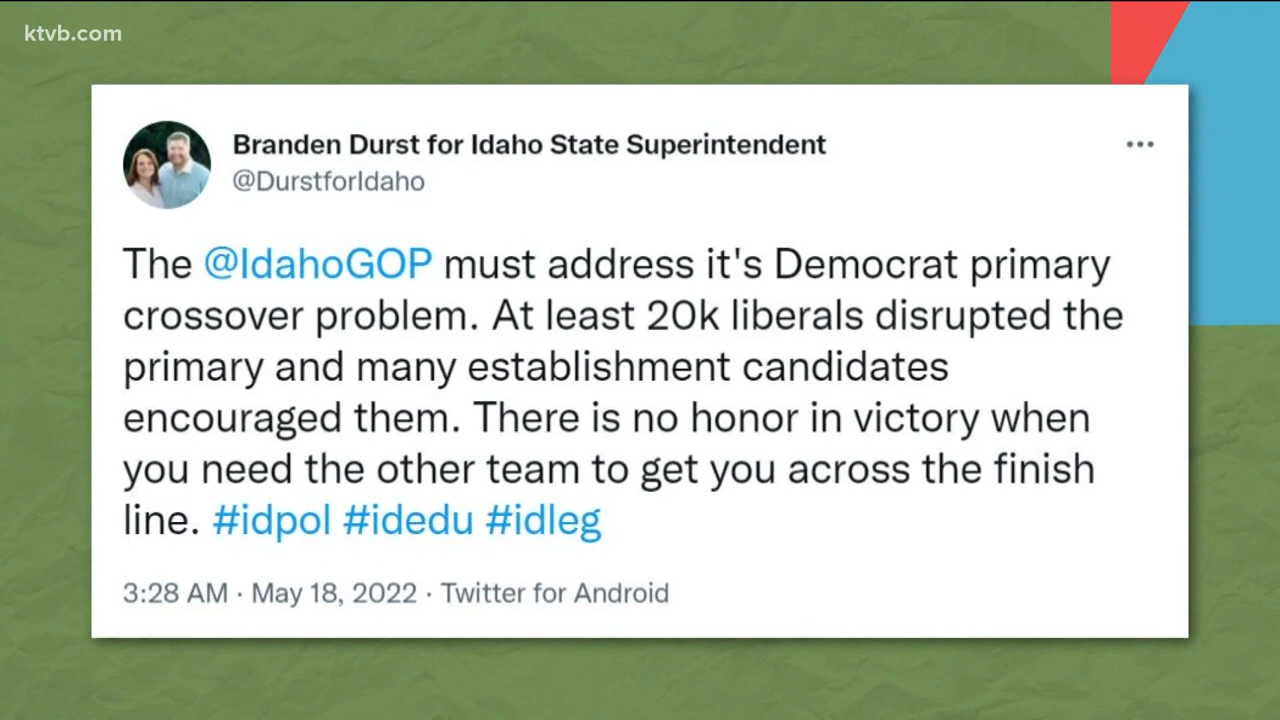 ktvb.com
Branden Durst for Idaho State Superintendent
@DurstforIdaho
The @IdahoGOP must address it's Democrat primary
crossover problem. At least 20k liberals disrupted the
primary and many establishment candidates
encouraged them. There is no honor in victory when
you need the other team to get you across the finish
line. #idpol #idedu #idleg
3:28 AM · May 18, 2022 · Twitter for Android